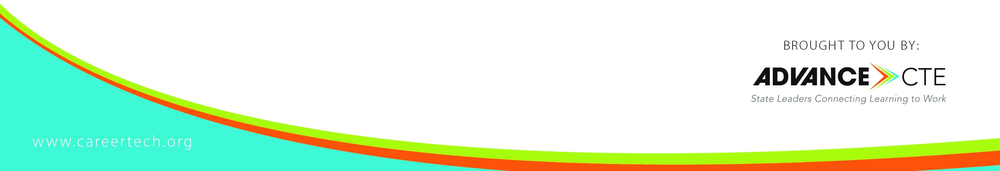 BROUGHT TO YOU BY:
ADVANCE CTE
State Leaders Connecting Learning to Work
www.careertech.org